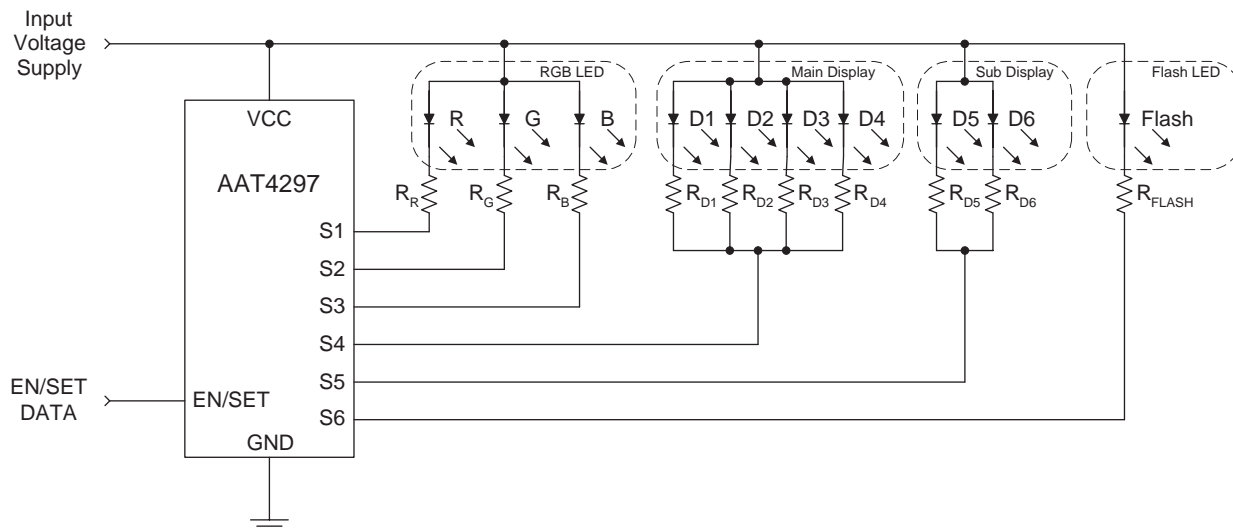 Input
Voltage
Supply
RGB LED
Main Display
Sub Display
Flash LED
VCC
R
G
B
D1
D2
D3
D4
D5
D6
Flash
AAT4297
RR
RG
RB
RD1
RD2
RD3
RD4
RD5
RD6
RFLASH
S1
S2
S3
S4
S5
S6
EN/SET
DATA
EN/SET
GND